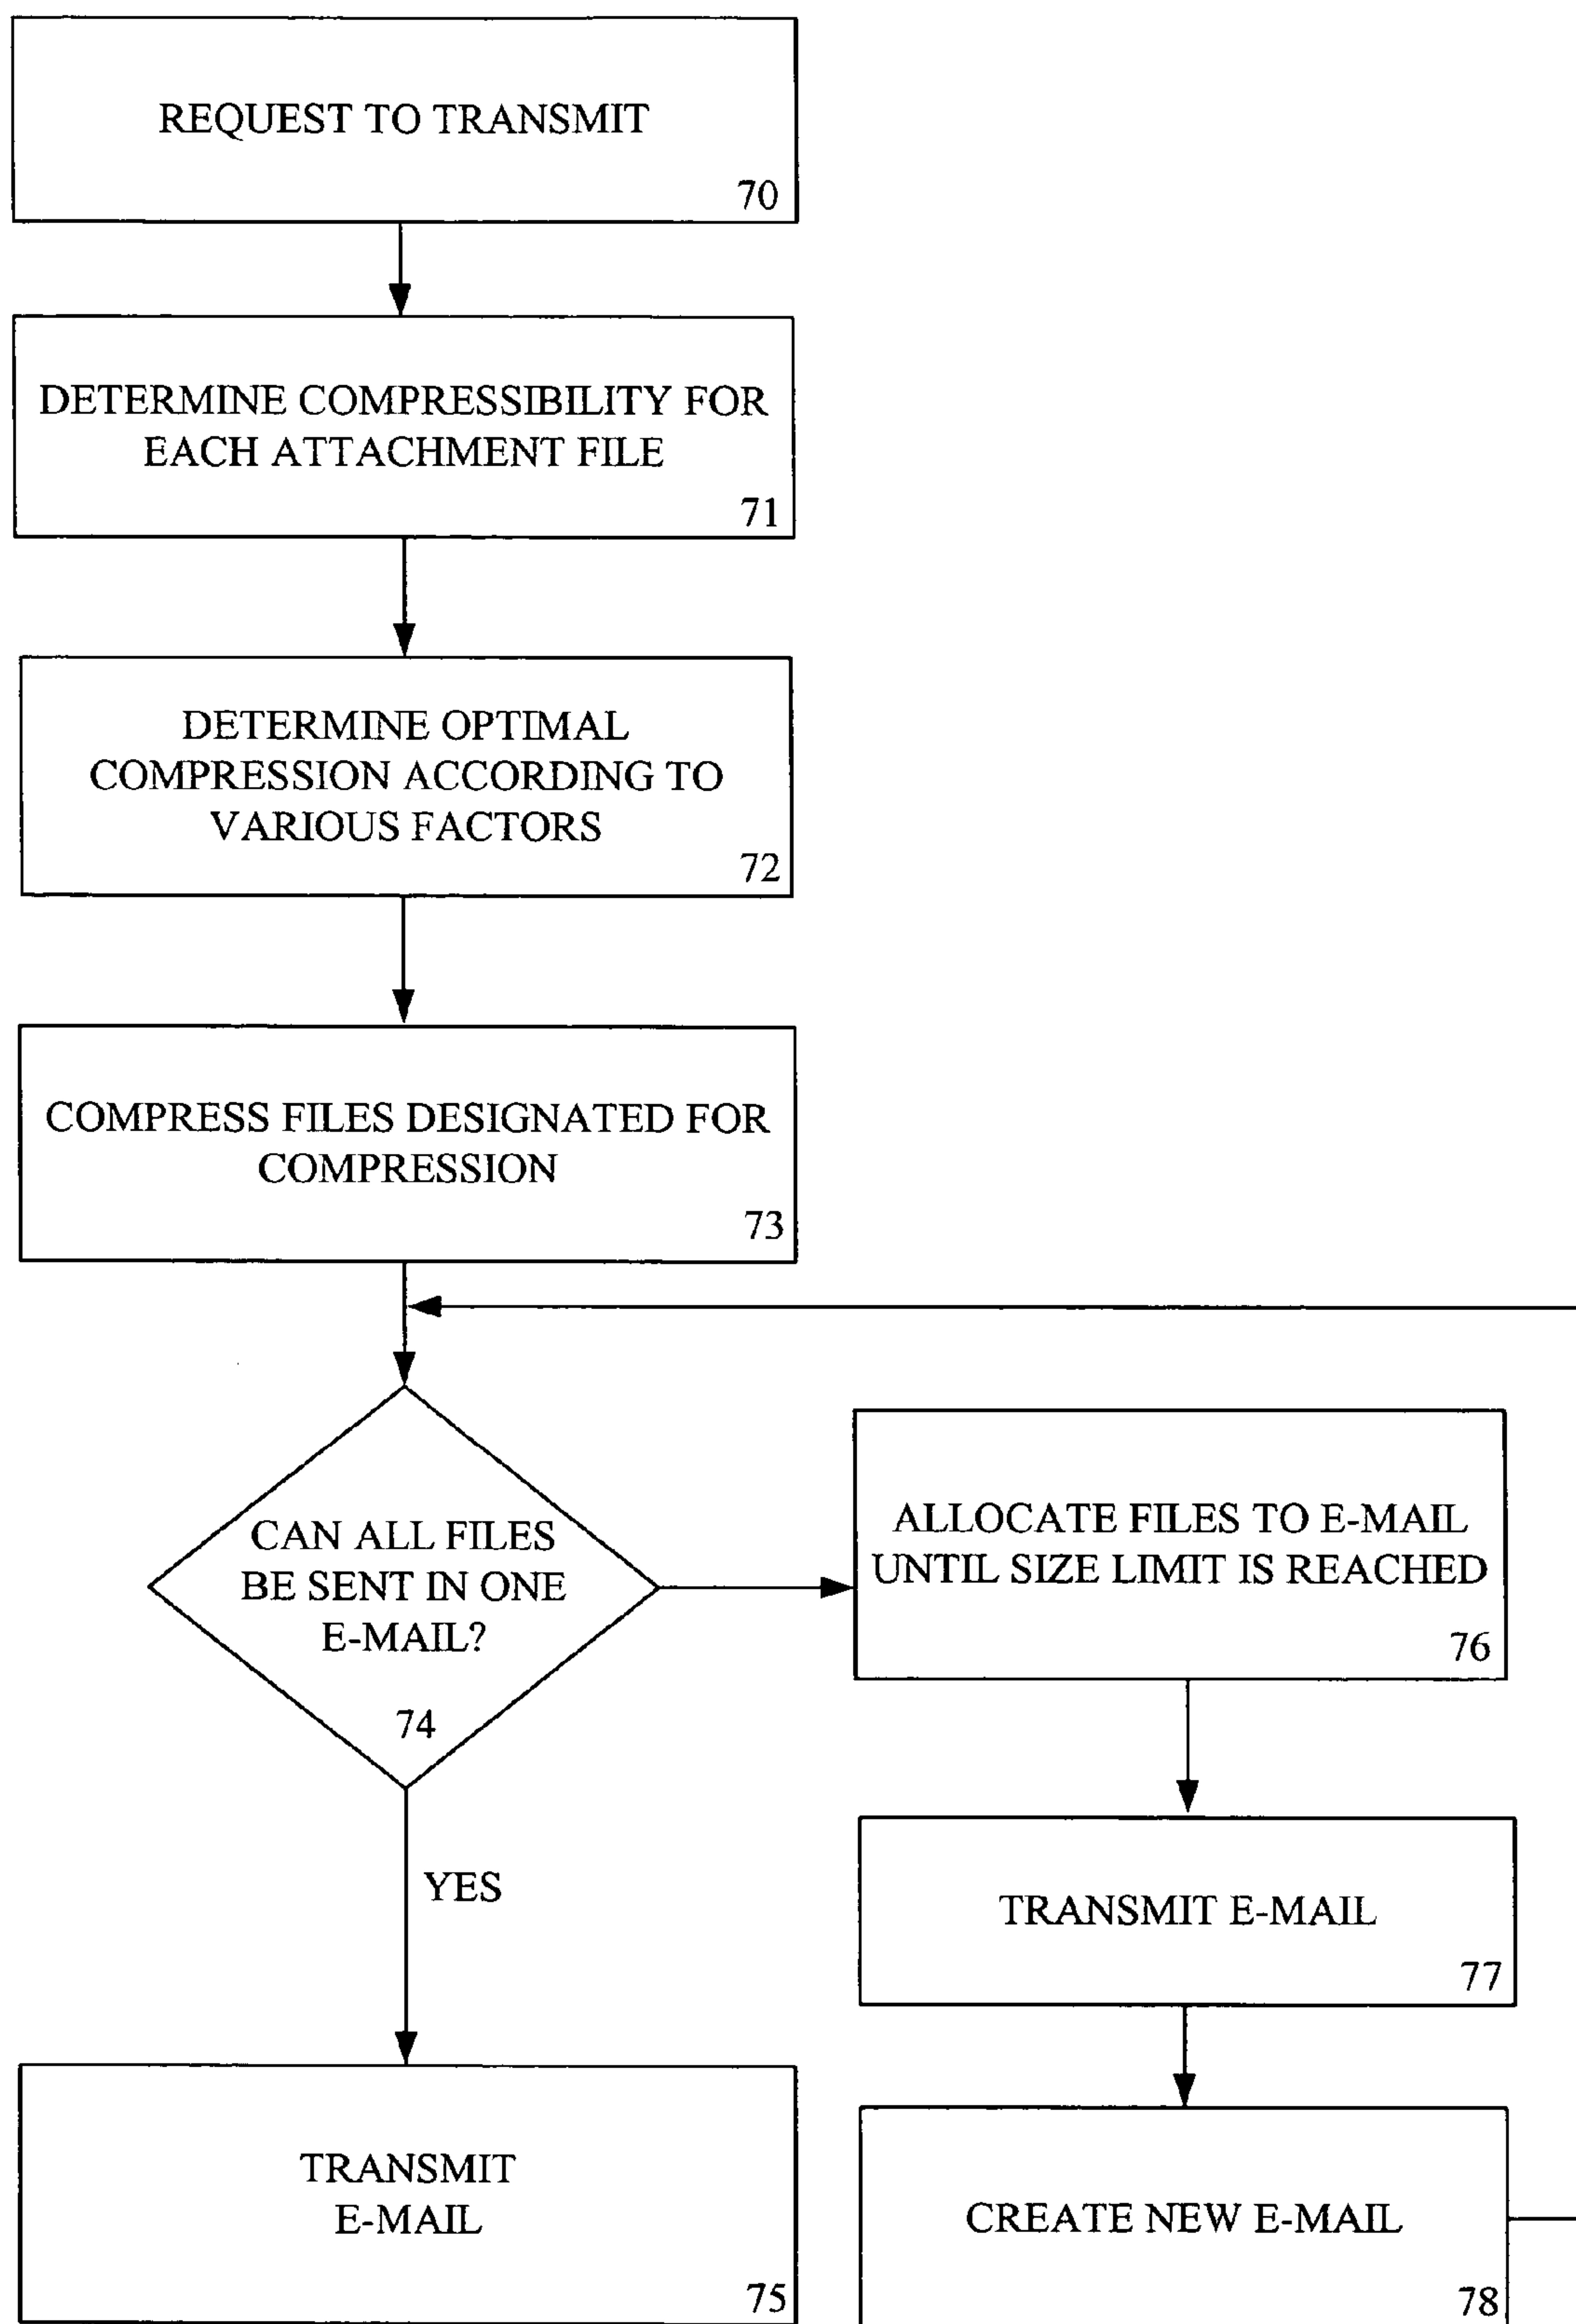 REQUEST TO TRANSMIT
70
DETERMINE COMPRESSIBILITY FOR
EACH ATTACHMENT FILE
71
DETERMINE OPTIMAL
COMPRESSION ACCORDING TO
VARIOUS FACTORS
72
COMPRESS FILES DESIGNATED FOR
COMPRESSION
73
CAN ALL FILES
BE SENT IN ONE
E-MAIL?
74
ALLOCATE FILES TO E-MAIL
UNTIL SIZE LIMIT IS REACHED
76
YES
TRANSMIT E-MAIL
77
TRANSMIT
E-MAIL
75
CREATE NEW E-MAIL
78